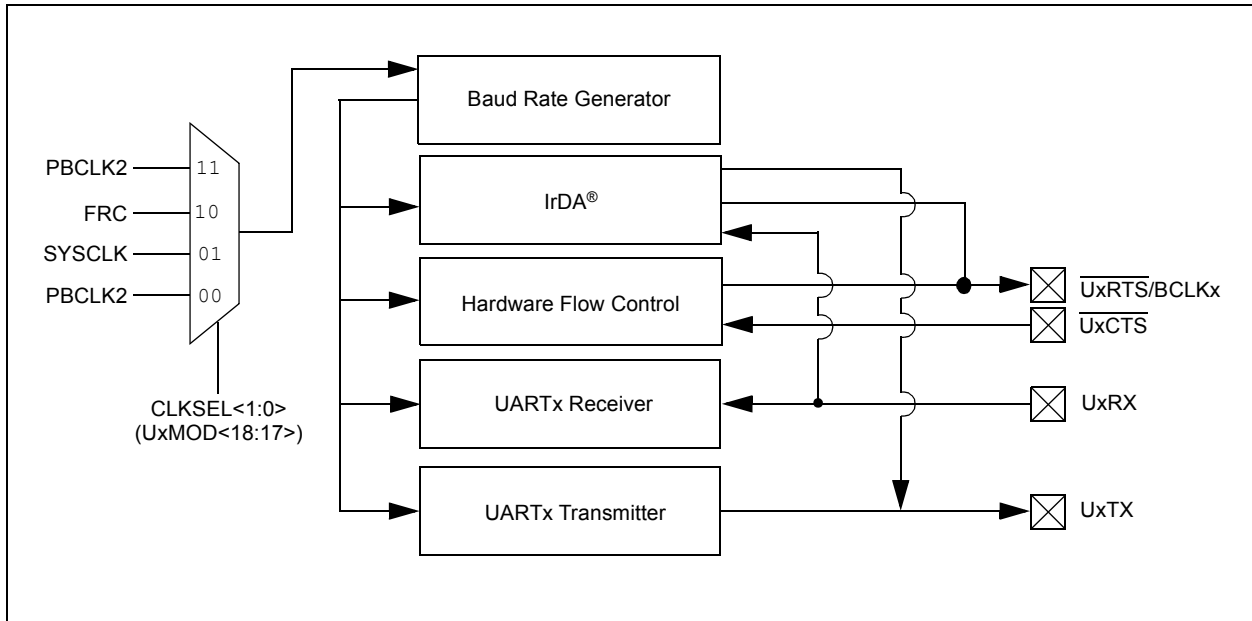 Baud Rate Generator
PBCLK2
11
FRC
10
SYSCLK
01
PBCLK2
00
CLKSEL<1:0>
(UxMOD<18:17>)
IrDA®
Hardware Flow Control
UARTx Receiver
UARTx Transmitter
UxRTS/BCLKx
UxCTS
UxRX
UxTX